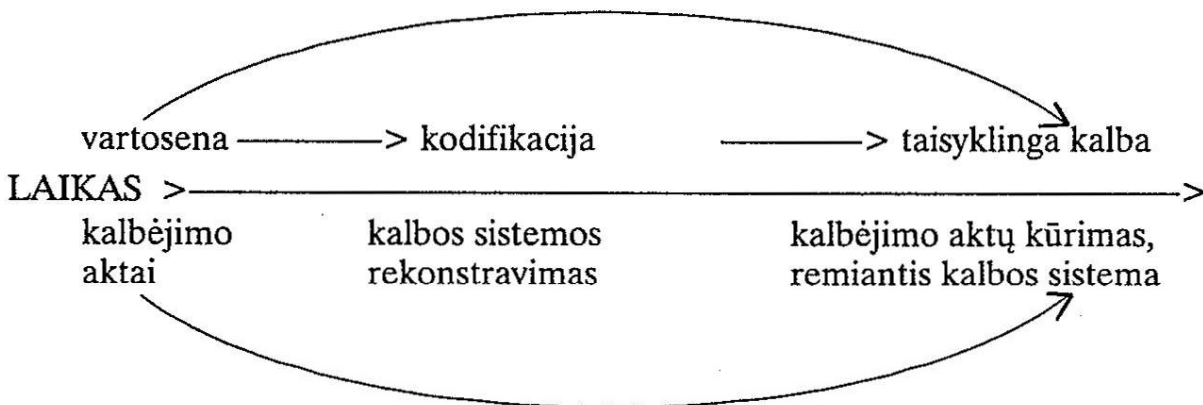 vartosena ———> kodifikacija ———> taisyklinga kalba
LAIKAS >———>
kalbėjimo kalbos sistemos kalbėjimo aktų kūrimas,
aktai rekonstravimas remiantis kalbos sistema